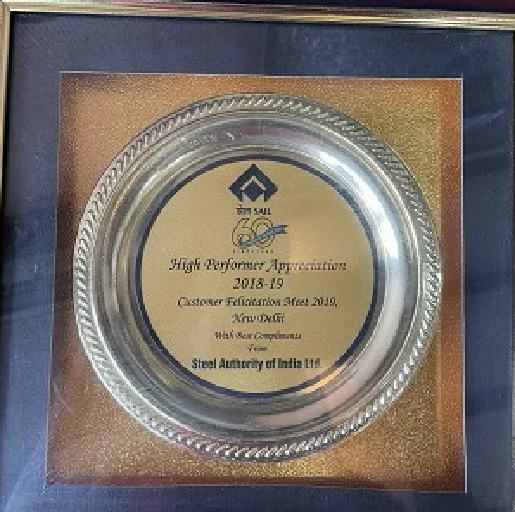 सेल SAIL
60
High Performer Appreciation
2018-19
Customer Felicitation Meet 2019,
New Delhi
With Best Compliments
From
Steel Authority of India Ltd